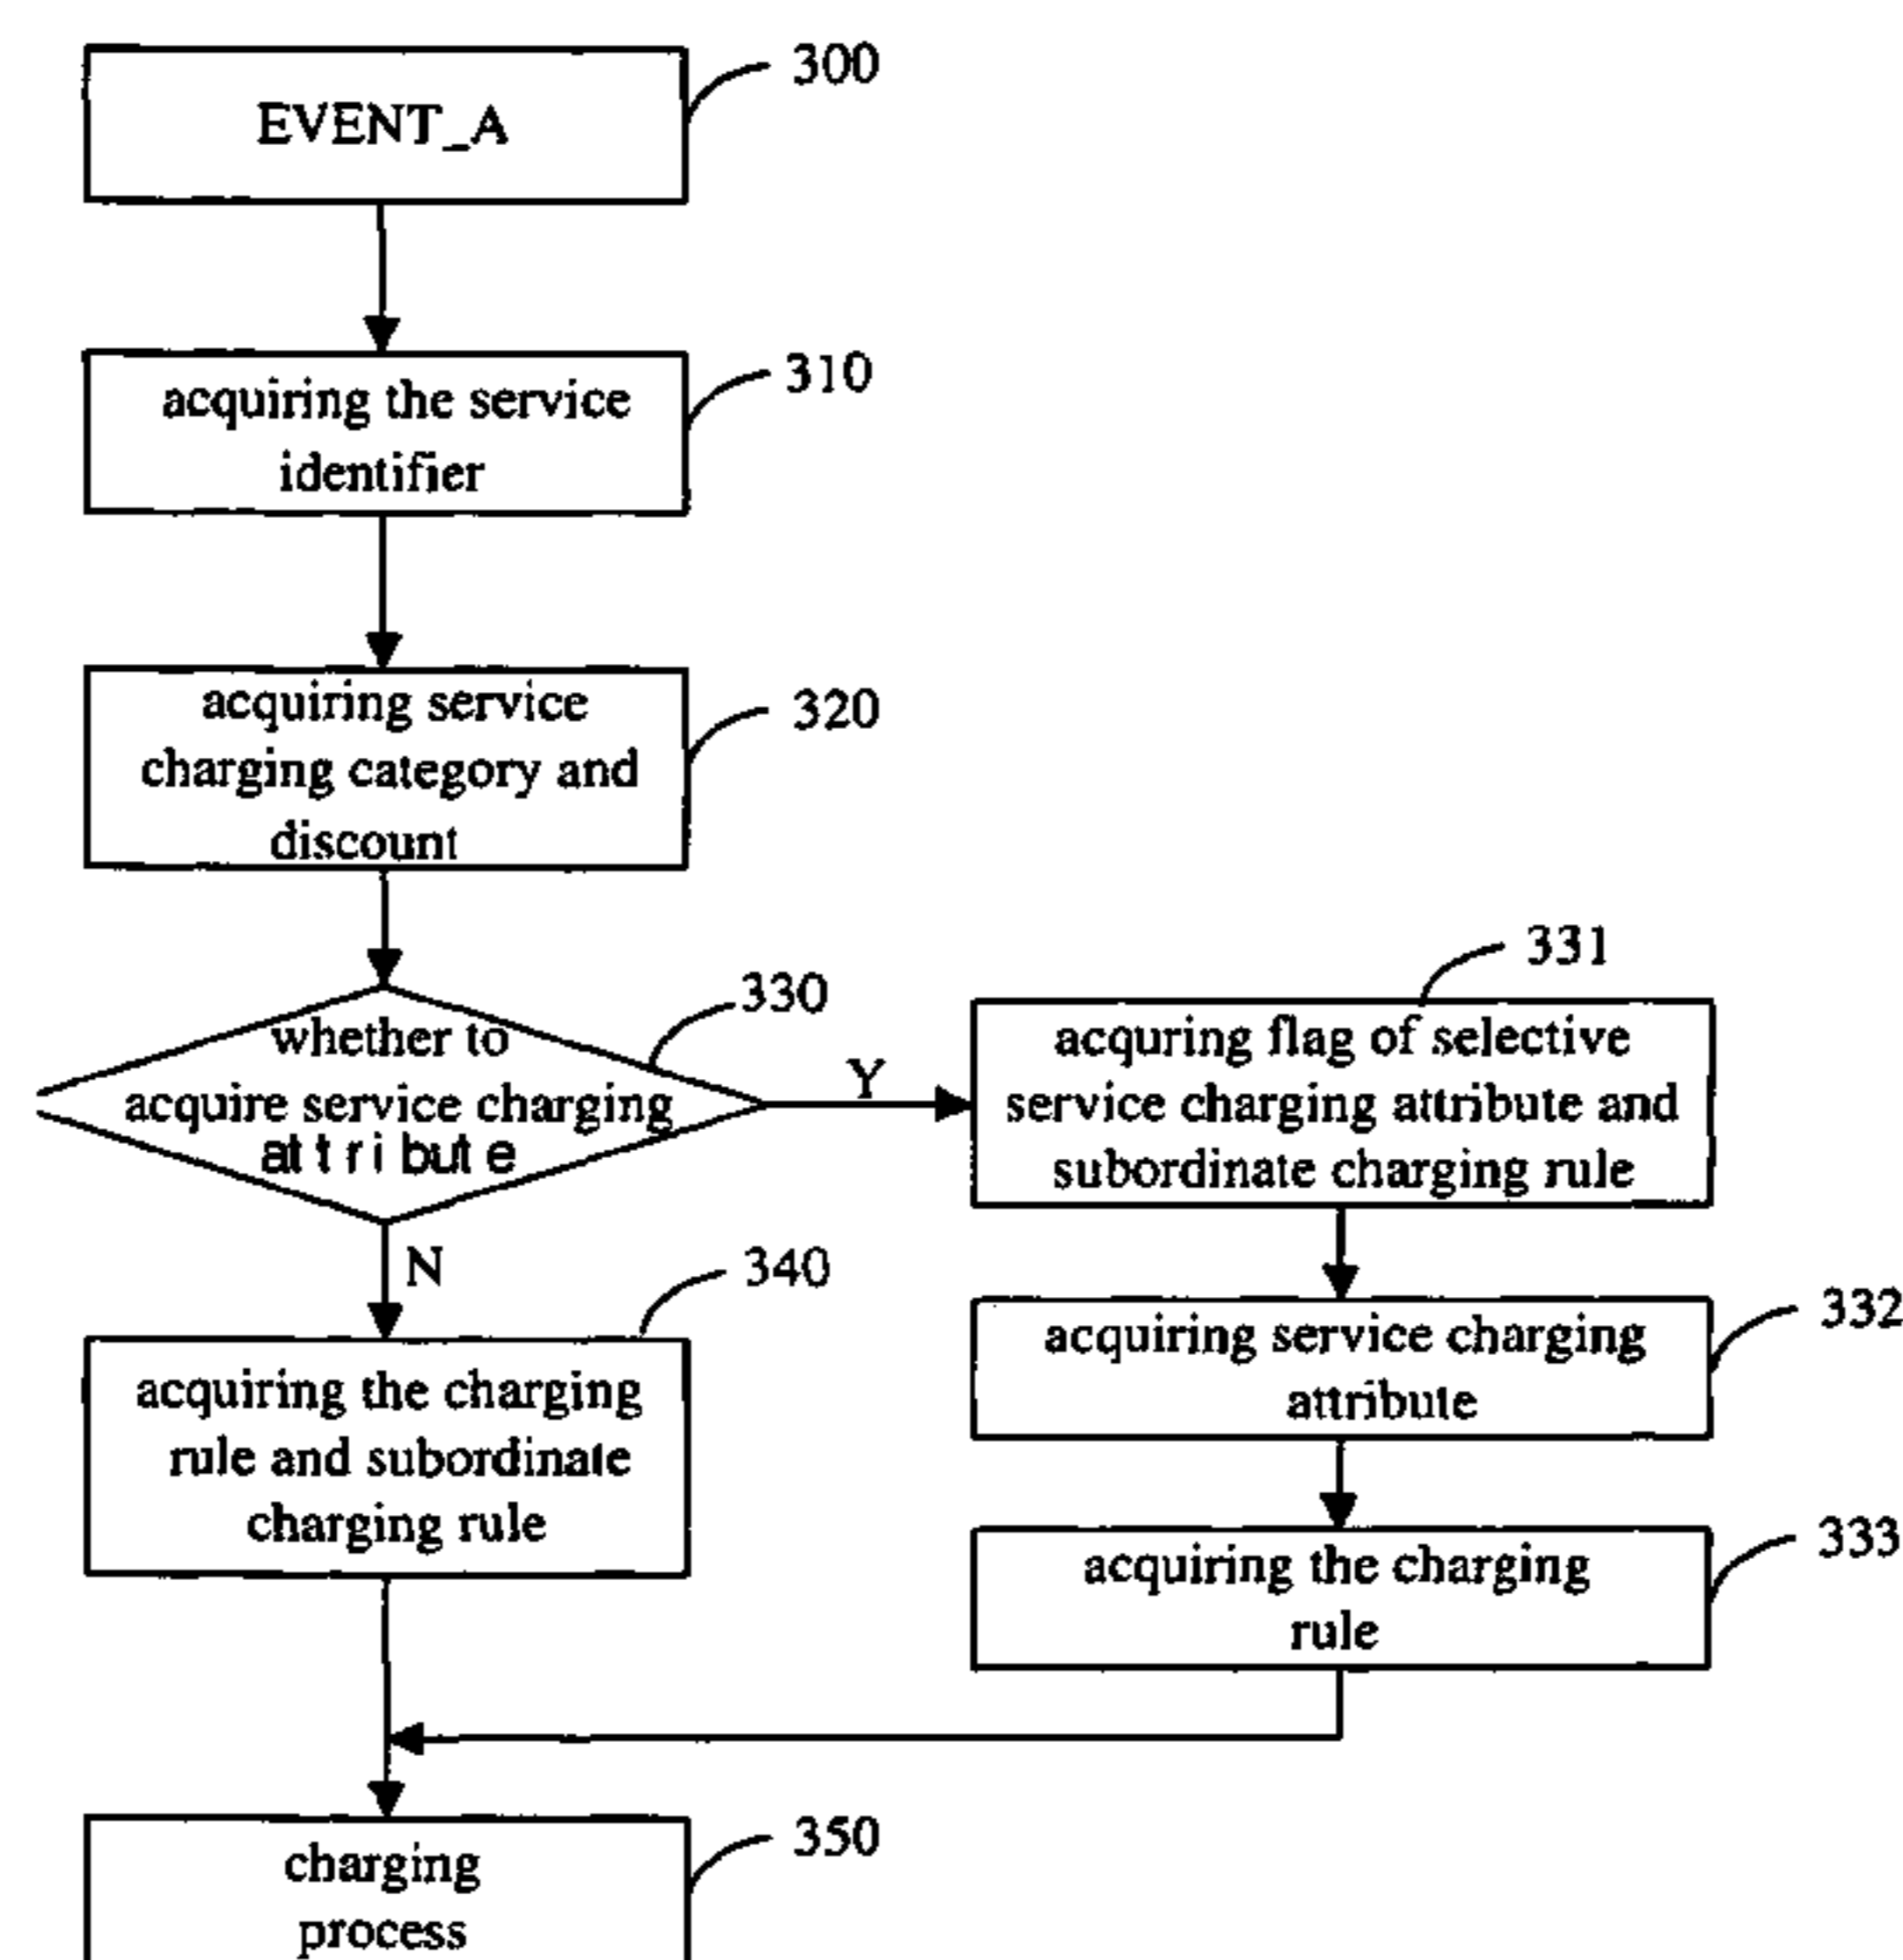 EVENT_A
300
acquiring the service
identifier
310
acquiring service
charging category and
discount
320
whether to
acquire service charging
attribute
330
Y
N
acquring flag of selective
service charging attribute and
subordinate charging rule
331
acquiring service charging
attribute
332
acquiring the charging
rule
333
acquiring the charging
rule and subordinate
charging rule
340
charging
process
350